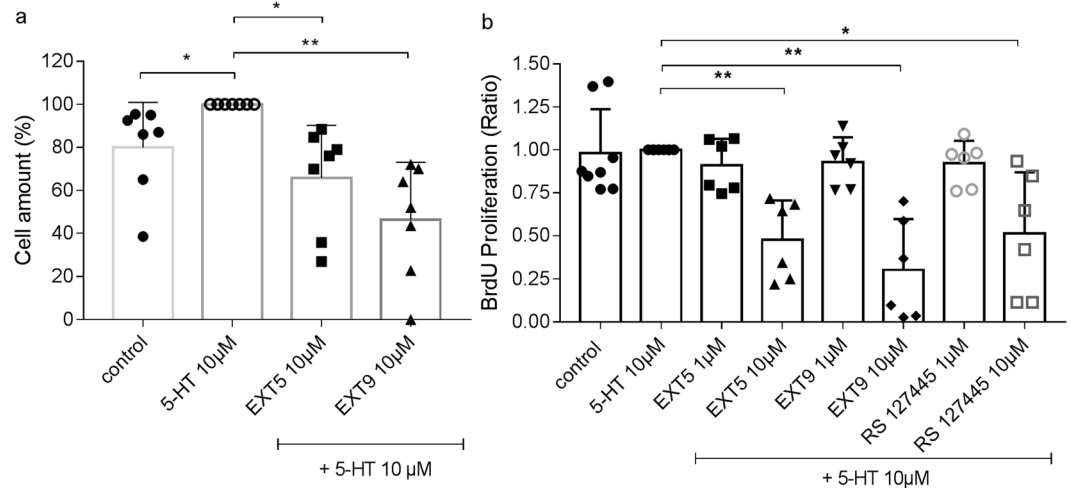 a
*
**
*
120
100
80
60
40
20
0
Cell amount (%)
control
5-HT 10µM
EXT5 10µM
EXT9 10µM
+ 5-HT 10 µM
b
*
**
**
1.50
1.25
1.00
0.75
0.50
0.25
0.00
BrdU Proliferation (Ratio)
control
5-HT 10µM
EXT5 1µM
EXT5 10µM
EXT9 1µM
EXT9 10µM
RS 127445 1µM
RS 127445 10µM
+ 5-HT 10µM